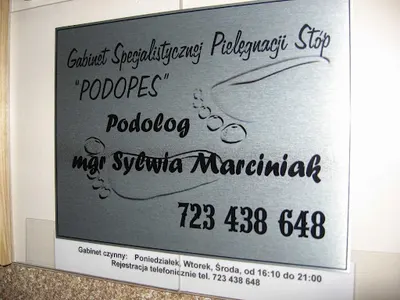 Gabinet Specjalistycznej Pielęgnacji Stóp
"PODOPES"
Podolog
mgr Sylwia Marciniak
723 438 648
Gabinet czynny: Poniedziałek, Wtorek, Środa, od 16:10 do 21:00
Rejestracja telefonicznie tel. 723 438 648